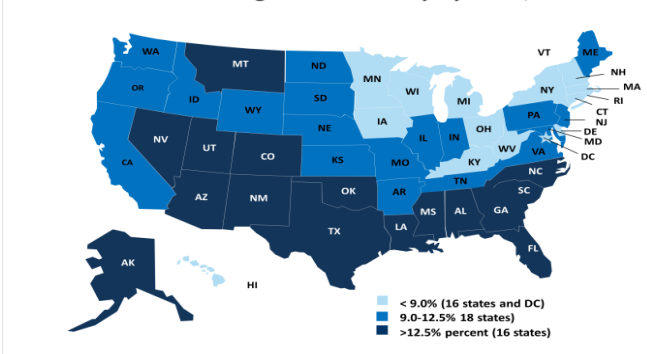 WA
MT
ND
MN
VT
ME
OR
ID
SD
WI
MI
NY
NH
MA
RI
CT
WY
IA
NE
PA
NJ
NV
UT
CO
IL
IN
OH
DE
MD
DC
CA
KS
MO
KY
WV
VA
AZ
NM
OK
AR
TN
NC
SC
TX
LA
MS
AL
GA
FL
AK
HI
< 9.0% (16 states and DC)
9.0-12.5% 18 states)
>12.5% percent (16 states)